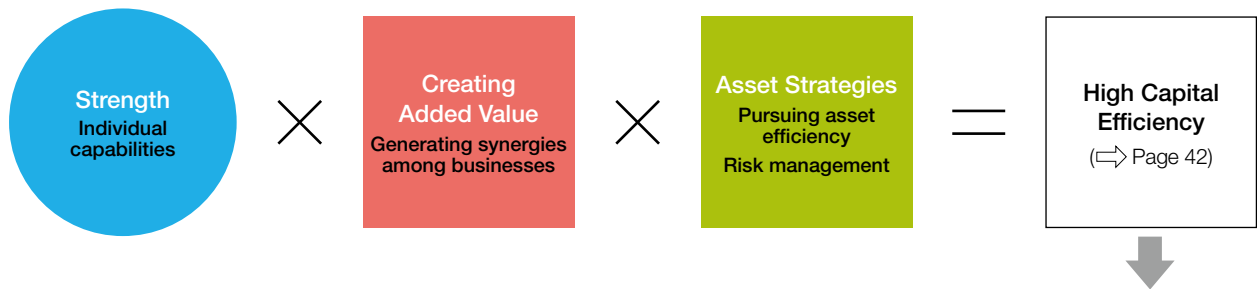 Strength
Individual
capabilities
×
Creating
Added Value
Generating synergies
among businesses
×
Asset Strategies
Pursuing asset
efficiency
Risk management
=
High Capital
Efficiency
(⇨ Page 42)